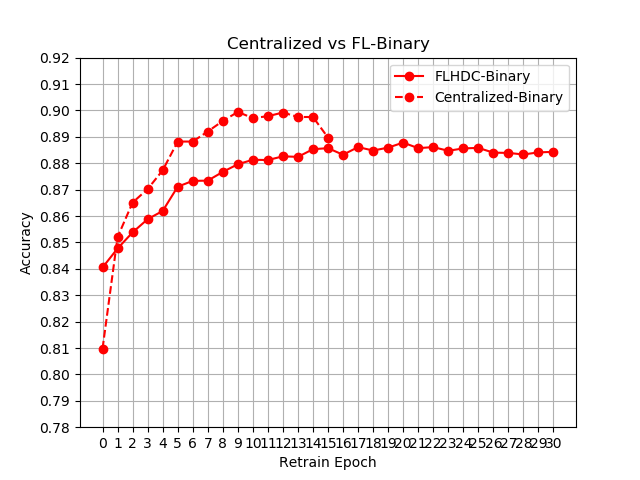 Centralized vs FL-Binary
FLHDC-Binary
Centralized-Binary
0.92
0.91
0.90
0.89
0.88
0.87
0.86
0.85
0.84
0.83
0.82
0.81
0.80
0.79
0.78
Accuracy
0 1 2 3 4 5 6 7 8 9 10 11 12 13 14 15 16 17 18 19 20 21 22 23 24 25 26 27 28 29 30
Retrain Epoch